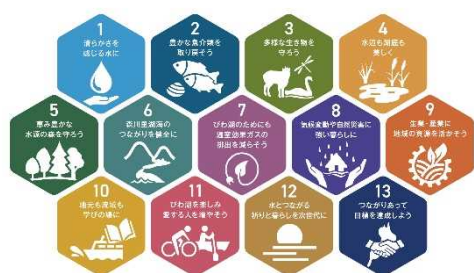 1
清らかさを
感じる水に
2
豊かな魚介類を
取り戻そう
3
多様な生き物を
守ろう
4
水辺も湖底も
美しく
5
恵み豊かな
水源の森を守ろう
6
森川里湖海の
つながりを健全に
7
びわ湖のためにも
温室効果ガスの
排出を減らそう
8
気候変動や自然災害に
強い暮らしに
9
生業・産業に
地域の資源を活かそう
10
地元も流域も
学びの場に
11
びわ湖を楽しみ
愛する人を増やそう
12
水とつながる
祈りと暮らしを次世代に
13
つながりあって
目標を達成しよう